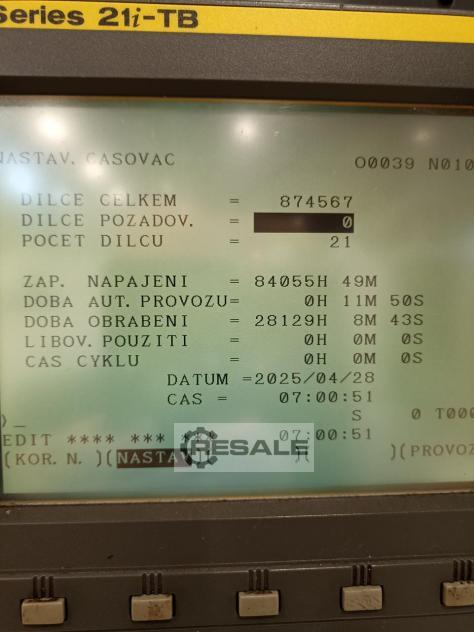 Series 21i-TB
NASTAV. CASOVAC O0039 N010
DILCE CELKEM = 874567
DILCE POZADOV. = 0
POCET DILCU = 21
ZAP. NAPAJENI = 84055H 49M
DOBA AUT. PROVOZU= 0H 11M 50S
DOBA OBRABENI = 28129H 8M 43S
LIBOV. POUZITI = 0H 0M 0S
CAS CYKLU = 0H 0M 0S
DATUM =2025/04/28
CAS = 07:00:51
>_ S 0 T000
EDIT **** *** *** 07:00:51
(KOR. N. )(NASTA )( )(PROVOZ
RESALE